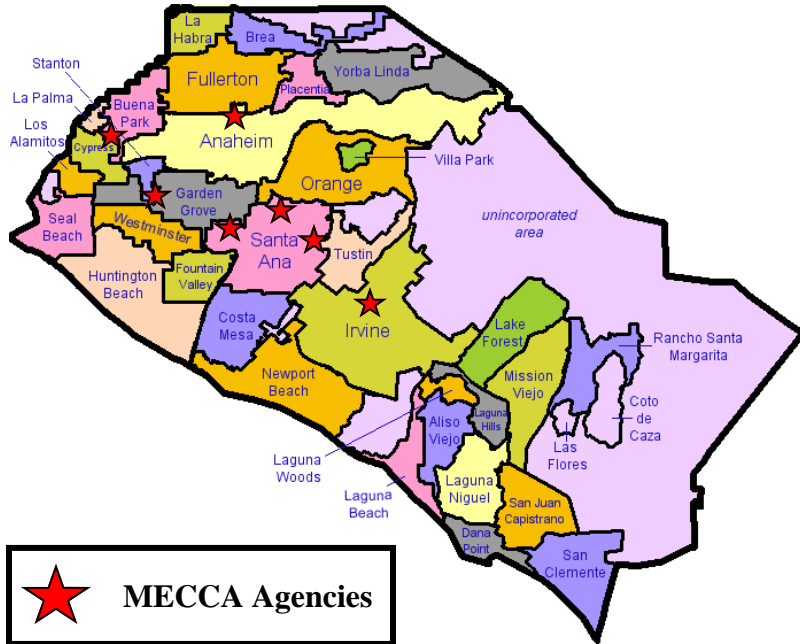 La
Habra
Brea
Stanton
Fullerton
Yorba Linda
Placentia
La Palma
Buena
Park
Los
Alamitos
Anaheim
Cypress
Villa Park
Orange
Garden
Grove
unincorporated
area
Seal
Beach
Westminster
Santa
Ana
Tustin
Huntington
Beach
Fountain
Valley
Costa
Mesa
Irvine
Lake
Forest
Rancho Santa
Margarita
Newport
Beach
Mission
Viejo
Coto
de
Caza
Laguna
Hills
Aliso
Viejo
Las
Flores
Laguna
Woods
Laguna
Beach
Laguna
Niguel
San Juan
Capistrano
Dana
Point
San
Clemente
MECCA Agencies